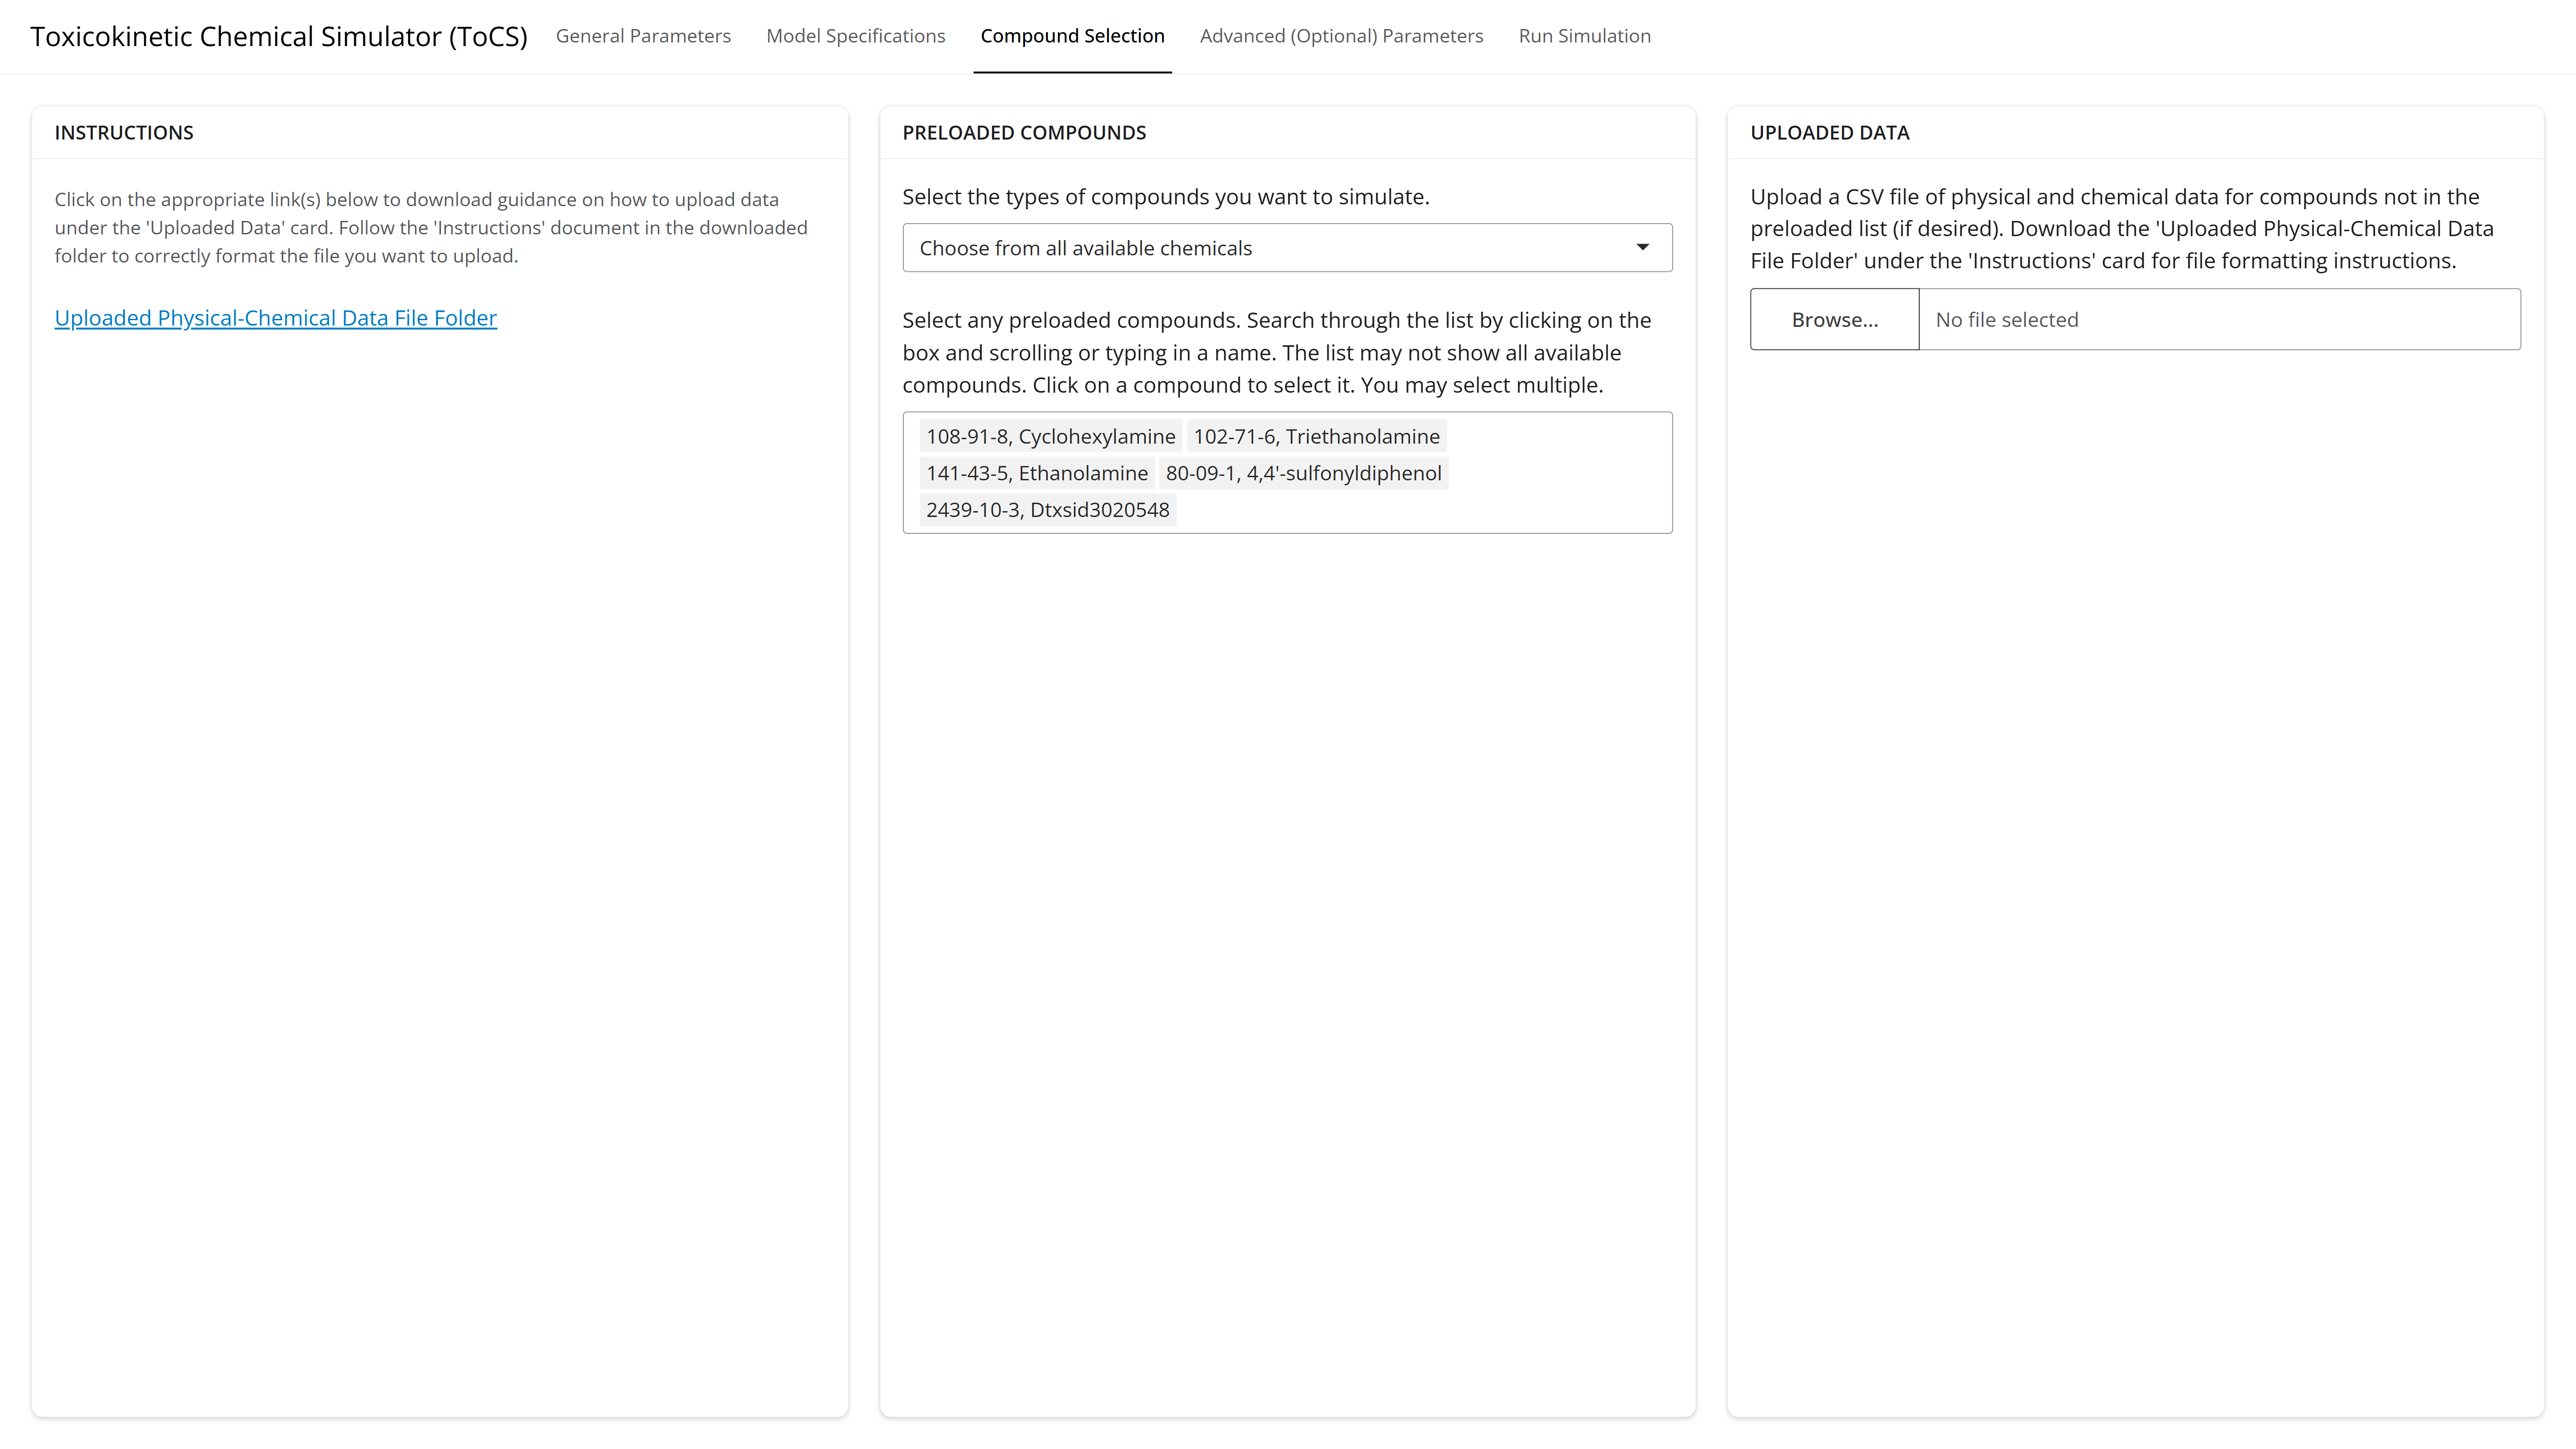 Toxicokinetic Chemical Simulator (ToCS)
General Parameters
Model Specifications
Compound Selection
Advanced (Optional) Parameters
Run Simulation
INSTRUCTIONS
Click on the appropriate link(s) below to download guidance on how to upload data
under the 'Uploaded Data' card. Follow the 'Instructions' document in the downloaded
folder to correctly format the file you want to upload.
Uploaded Physical-Chemical Data File Folder
PRELOADED COMPOUNDS
Select the types of compounds you want to simulate.
Choose from all available chemicals
Select any preloaded compounds. Search through the list by clicking on the
box and scrolling or typing in a name. The list may not show all available
compounds. Click on a compound to select it. You may select multiple.
108-91-8, Cyclohexylamine 102-71-6, Triethanolamine
141-43-5, Ethanolamine 80-09-1, 4,4'-sulfonyldiphenol
2439-10-3, Dtxsid3020548
UPLOADED DATA
Upload a CSV file of physical and chemical data for compounds not in the
preloaded list (if desired). Download the 'Uploaded Physical-Chemical Data
File Folder' under the 'Instructions' card for file formatting instructions.
Browse... No file selected